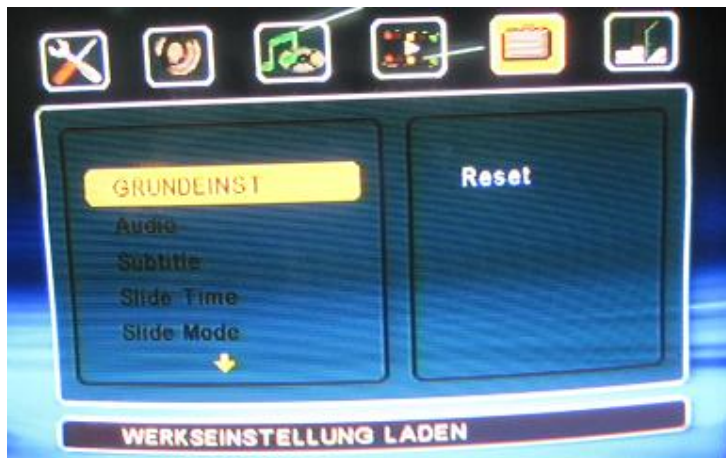 GRUNDEINST
Reset
Audio
Subtitle
Slide Time
Slide Mode
WERKSEINSTELLUNG LADEN